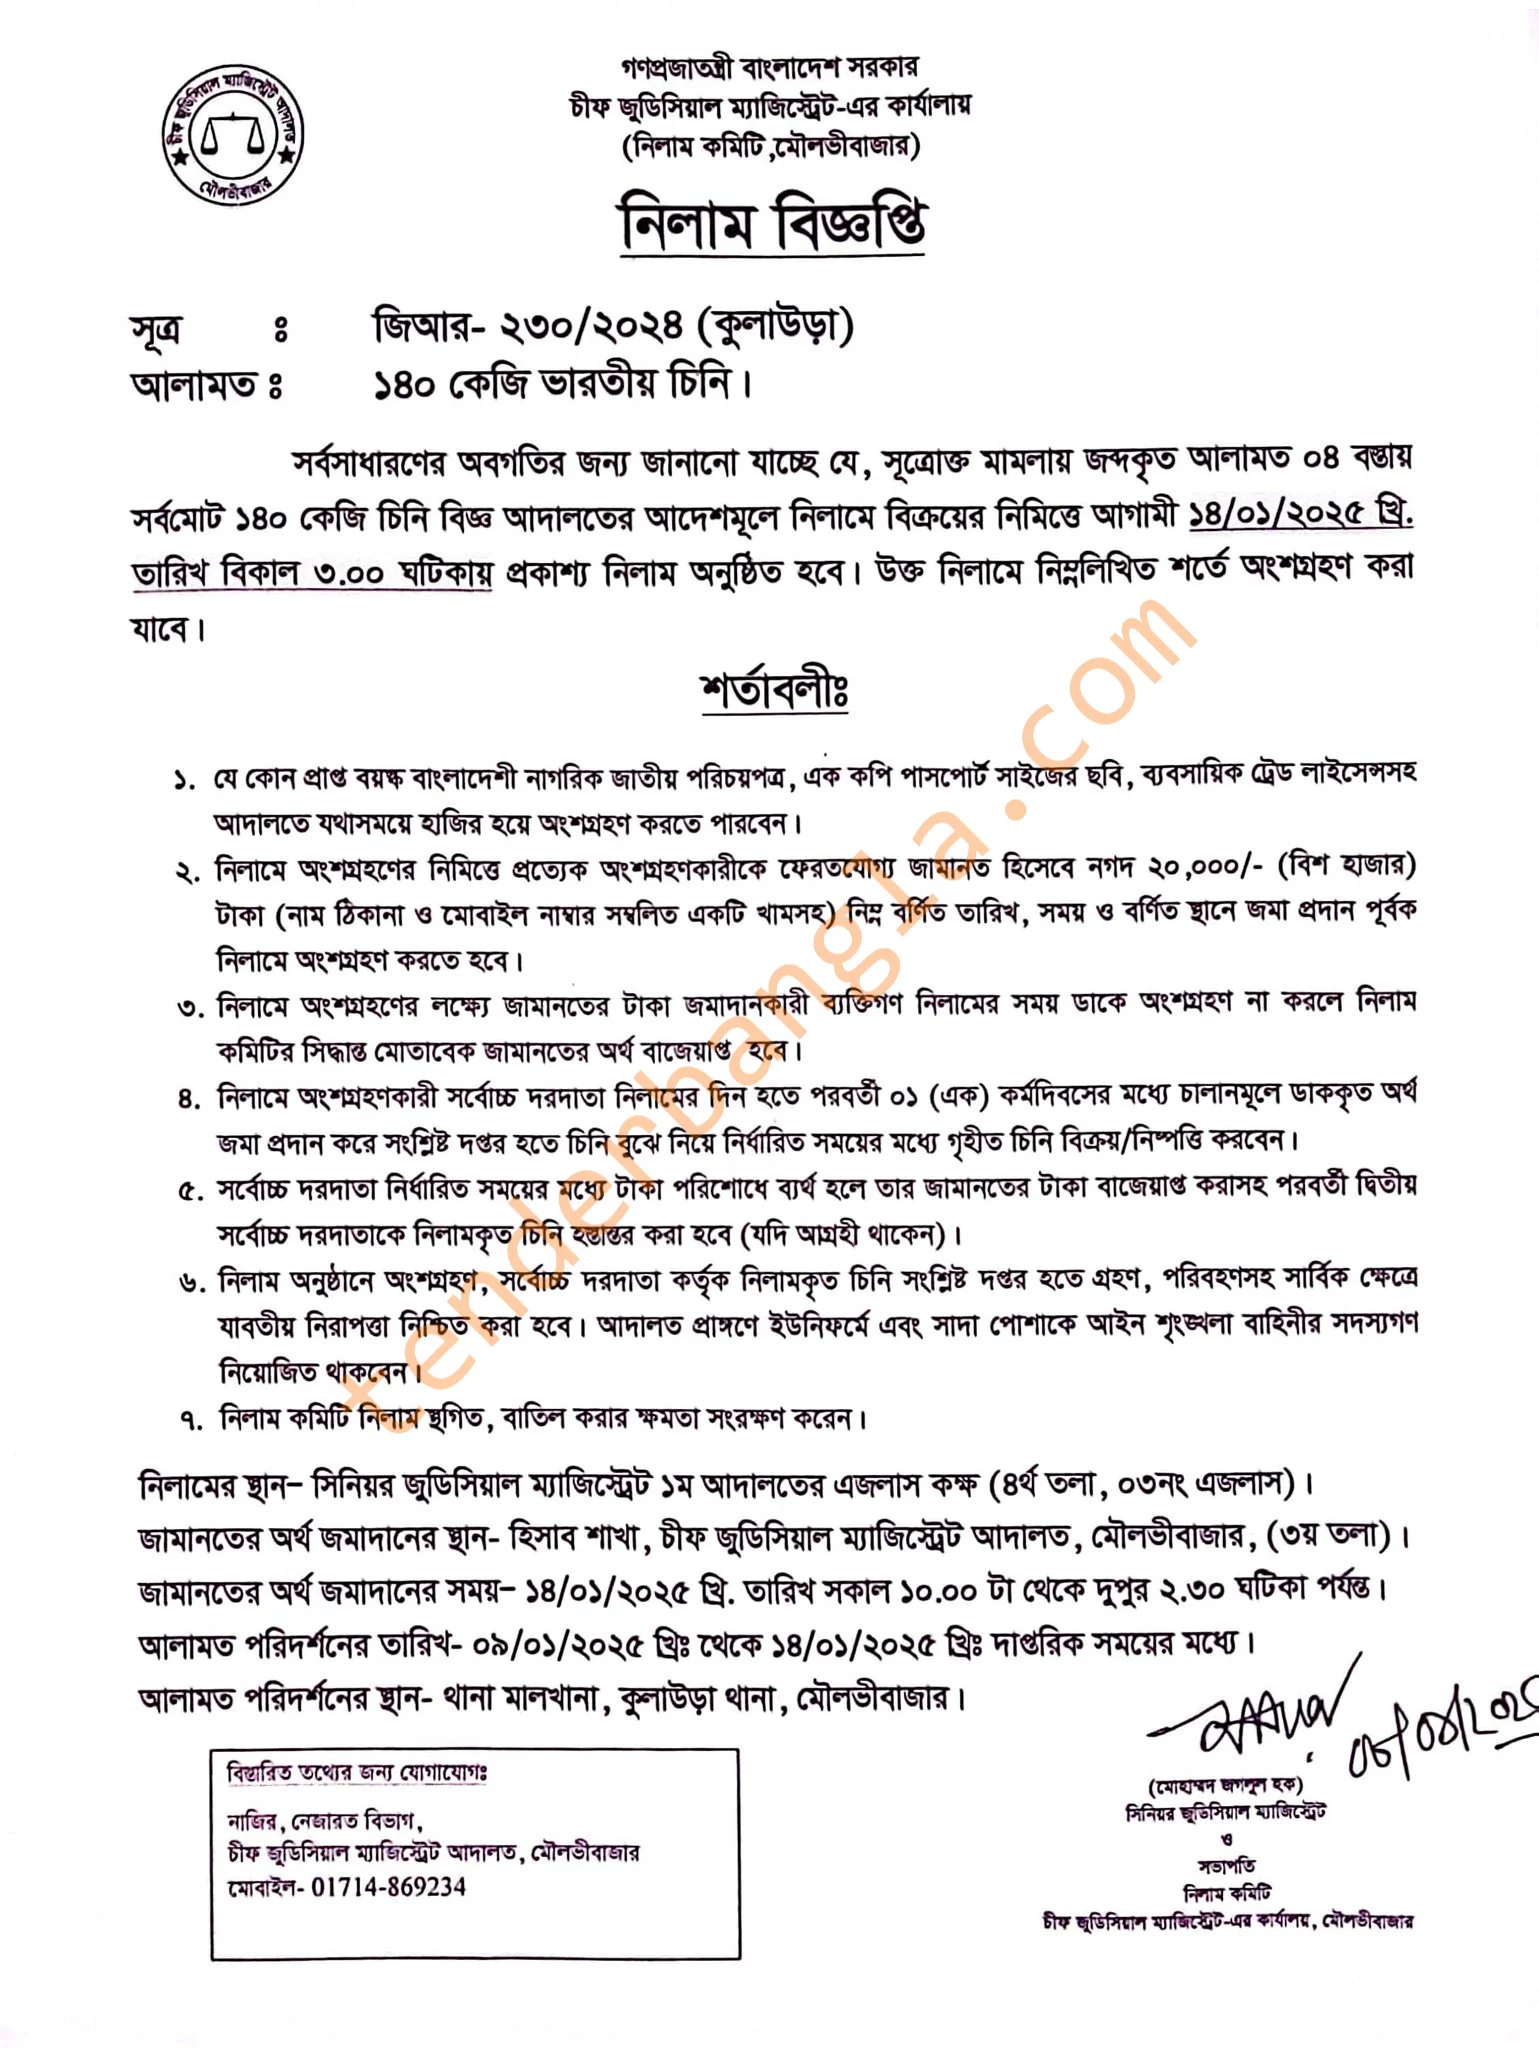 গণপ্রজাতন্ত্রী বাংলাদেশ সরকার
চীফ জুডিসিয়াল ম্যাজিস্ট্রেট-এর কার্যালায়
(নিলাম কমিটি,মৌলভীবাজার)
চীফ জুডিসিয়াল ম্যাজিস্ট্রেট আদালত
মৌলভীবাজার
নিলাম বিজ্ঞপ্তি
সূত্র ঃ জিআর- ২৩০/২০২৪ (কুলাউড়া)
আলামত ঃ ১৪০ কেজি ভারতীয় চিনি।
সর্বসাধারণের অবগতির জন্য জানানো যাচ্ছে যে, সূত্রোক্ত মামলায় জব্দকৃত আলামত ০৪ বস্তায়
সর্বমোট ১৪০ কেজি চিনি বিজ্ঞ আদালতের আদেশমূলে নিলামে বিক্রয়ের নিমিত্তে আগামী ১৪/০১/২০২৫ খ্রি.
তারিখ বিকাল ৩.০০ ঘটিকায় প্রকাশ্য নিলাম অনুষ্ঠিত হবে। উক্ত নিলামে নিম্নলিখিত শর্তে অংশগ্রহণ করা
যাবে।
শর্তাবলীঃ
১. যে কোন প্রাপ্ত বয়স্ক বাংলাদেশী নাগরিক জাতীয় পরিচয়পত্র, এক কপি পাসপোর্ট সাইজের ছবি, ব্যবসায়িক ট্রেড লাইসেন্সসহ
আদালতে যথাসময়ে হাজির হয়ে অংশগ্রহণ করতে পারবেন।
২. নিলামে অংশগ্রহণের নিমিত্তে প্রত্যেক অংশগ্রহণকারীকে ফেরতযোগ্য জামানত হিসেবে নগদ ২০,০০০/- (বিশ হাজার)
টাকা (নাম ঠিকানা ও মোবাইল নাম্বার সম্বলিত একটি খামসহ) নিম্ন বর্ণিত তারিখ, সময় ও বর্ণিত স্থানে জমা প্রদান পূর্বক
নিলামে অংশগ্রহণ করতে হবে।
৩. নিলামে অংশগ্রহণের লক্ষ্যে জামানতের টাকা জমাদানকারী ব্যক্তিগণ নিলামের সময় ডাকে অংশগ্রহণ না করলে নিলাম
কমিটির সিদ্ধান্ত মোতাবেক জামানতের অর্থ বাজেয়াপ্ত হবে।
৪. নিলামে অংশগ্রহণকারী সর্বোচ্চ দরদাতা নিলামের দিন হতে পরবর্তী ০১ (এক) কর্মদিবসের মধ্যে চালানমূলে ডাককৃত অর্থ
জমা প্রদান করে সংশ্লিষ্ট দপ্তর হতে চিনি বুঝে নিয়ে নির্ধারিত সময়ের মধ্যে গৃহীত চিনি বিক্রয়/নিষ্পত্তি করবেন।
৫. সর্বোচ্চ দরদাতা নির্ধারিত সময়ের মধ্যে টাকা পরিশোধে ব্যর্থ হলে তার জামানতের টাকা বাজেয়াপ্ত করাসহ পরবর্তী দ্বিতীয়
সর্বোচ্চ দরদাতাকে নিলামকৃত চিনি হস্তান্তর করা হবে (যদি আগ্রহী থাকেন)।
৬. নিলাম অনুষ্ঠানে অংশগ্রহণ, সর্বোচ্চ দরদাতা কর্তৃক নিলামকৃত চিনি সংশ্লিষ্ট দপ্তর হতে গ্রহণ, পরিবহণসহ সার্বিক ক্ষেত্রে
যাবতীয় নিরাপত্তা নিশ্চিত করা হবে। আদালত প্রাঙ্গণে ইউনিফর্মে এবং সাদা পোশাকে আইন শৃংঙ্খলা বাহিনীর সদস্যগণ
নিয়োজিত থাকবেন।
৭. নিলাম কমিটি নিলাম স্থগিত, বাতিল করার ক্ষমতা সংরক্ষণ করেন।
নিলামের স্থান– সিনিয়র জুডিসিয়াল ম্যাজিস্ট্রেট ১ম আদালতের এজলাস কক্ষ (৪র্থ তলা, ০৩নং এজলাস)।
জামানতের অর্থ জমাদানের স্থান- হিসাব শাখা, চীফ জুডিসিয়াল ম্যাজিস্ট্রেট আদালত, মৌলভীবাজার, (৩য় তলা)।
জামানতের অর্থ জমাদানের সময়– ১৪/০১/২০২৫ খ্রি. তারিখ সকাল ১০.০০ টা থেকে দুপুর ২.৩০ ঘটিকা পর্যন্ত।
আলামত পরিদর্শনের তারিখ- ০৯/০১/২০২৫ খ্রিঃ থেকে ১৪/০১/২০২৫ খ্রিঃ দাপ্তরিক সময়ের মধ্যে।
আলামত পরিদর্শনের স্থান- থানা মালখানা, কুলাউড়া থানা, মৌলভীবাজার।
বিস্তারিত তথ্যের জন্য যোগাযোগঃ
নাজির, নেজারত বিভাগ,
চীফ জুডিসিয়াল ম্যাজিস্ট্রেট আদালত, মৌলভীবাজার
মোবাইল- 01714-869234
(মোহাম্মদ জগলুল হক)
সিনিয়র জুডিসিয়াল ম্যাজিস্ট্রেট
ও
সভাপতি
নিলাম কমিটি
চীফ জুডিসিয়াল ম্যাজিস্ট্রেট-এর কার্যালয়, মৌলভীবাজার
tenderbangla.com